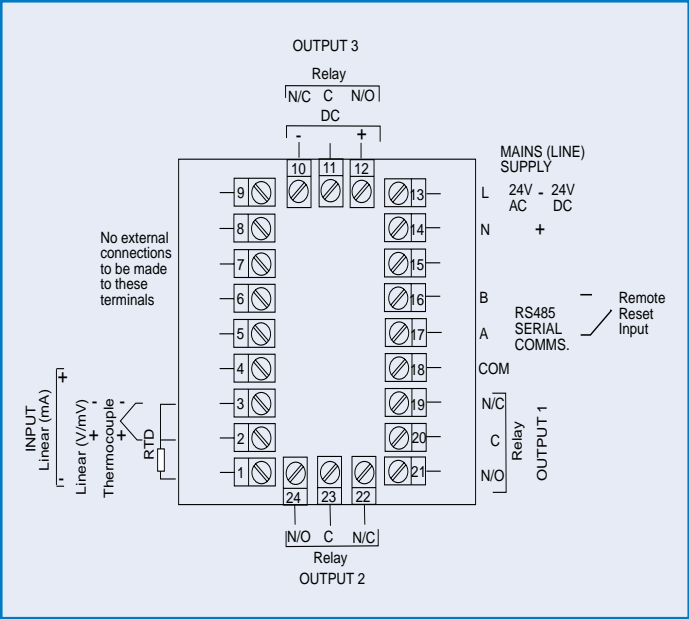 OUTPUT 3
Relay
N/C C N/O
DC
- +
10 11 12
MAINS (LINE)
SUPPLY
9 13 L 24V - 24V
AC DC
8 14 N +
No external
connections
to be made
to these
terminals
7 15
6 16 B
RS485
SERIAL
COMMS.
Remote
Reset
Input
5 17 A
4 18 COM
3 19 N/C
2 20 C
1 21 N/O
Relay
OUTPUT 1
INPUT
Linear (mA)
+ -
Linear (V/mV)
- +
Thermocouple
- +
RTD
24 23 22
N/O C N/C
Relay
OUTPUT 2